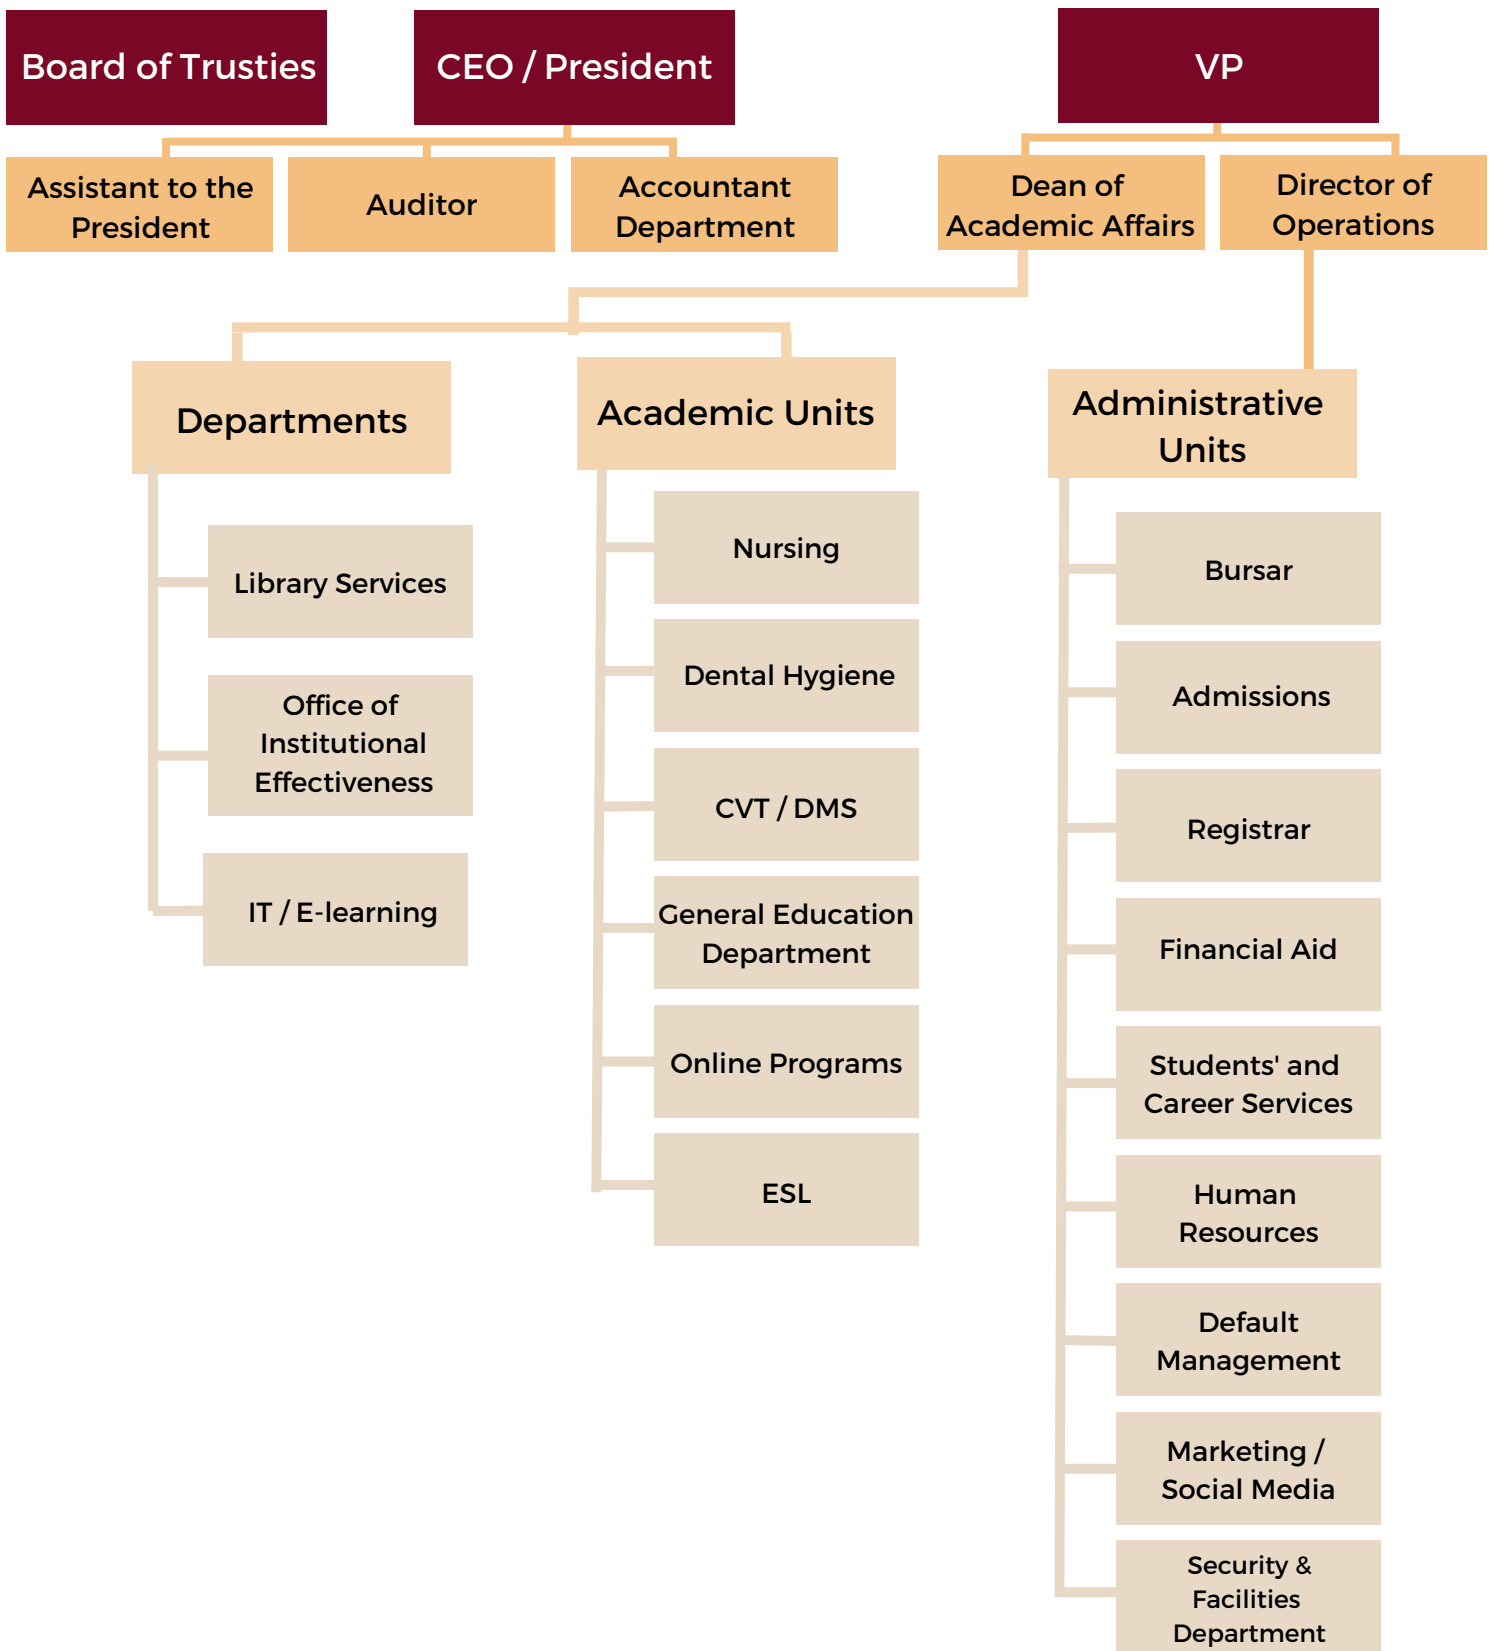 Board of Trusties
CEO / President
VP
Assistant to the
President
Auditor
Accountant
Department
Dean of
Academic Affairs
Director of
Operations
Departments
Library Services
Office of
Institutional
Effectiveness
IT / E-learning
Academic Units
Nursing
Dental Hygiene
CVT / DMS
General Education
Department
Online Programs
ESL
Administrative
Units
Bursar
Admissions
Registrar
Financial Aid
Students' and
Career Services
Human
Resources
Default
Management
Marketing /
Social Media
Security &
Facilities
Department